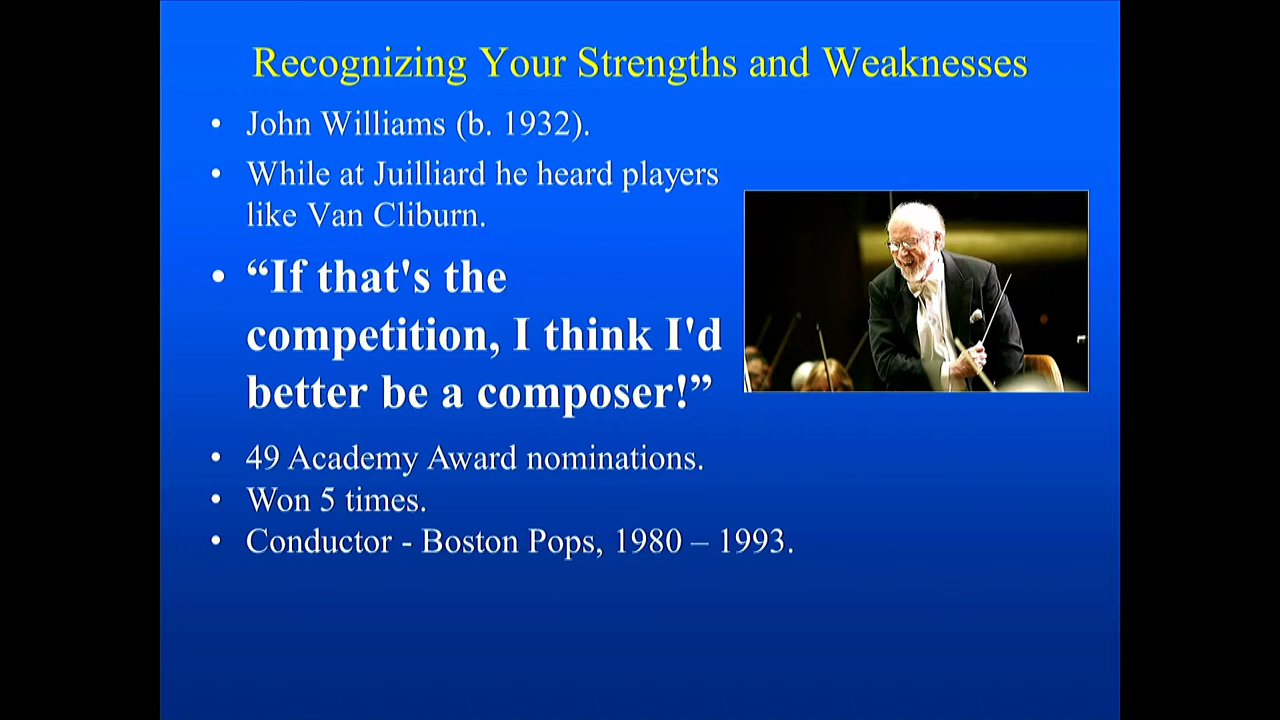 Recognizing Your Strengths and Weaknesses
• John Williams (b. 1932).
• While at Juilliard he heard players
like Van Cliburn.
• “If that's the
competition, I think I'd
better be a composer!”
• 49 Academy Award nominations.
• Won 5 times.
• Conductor - Boston Pops, 1980 – 1993.